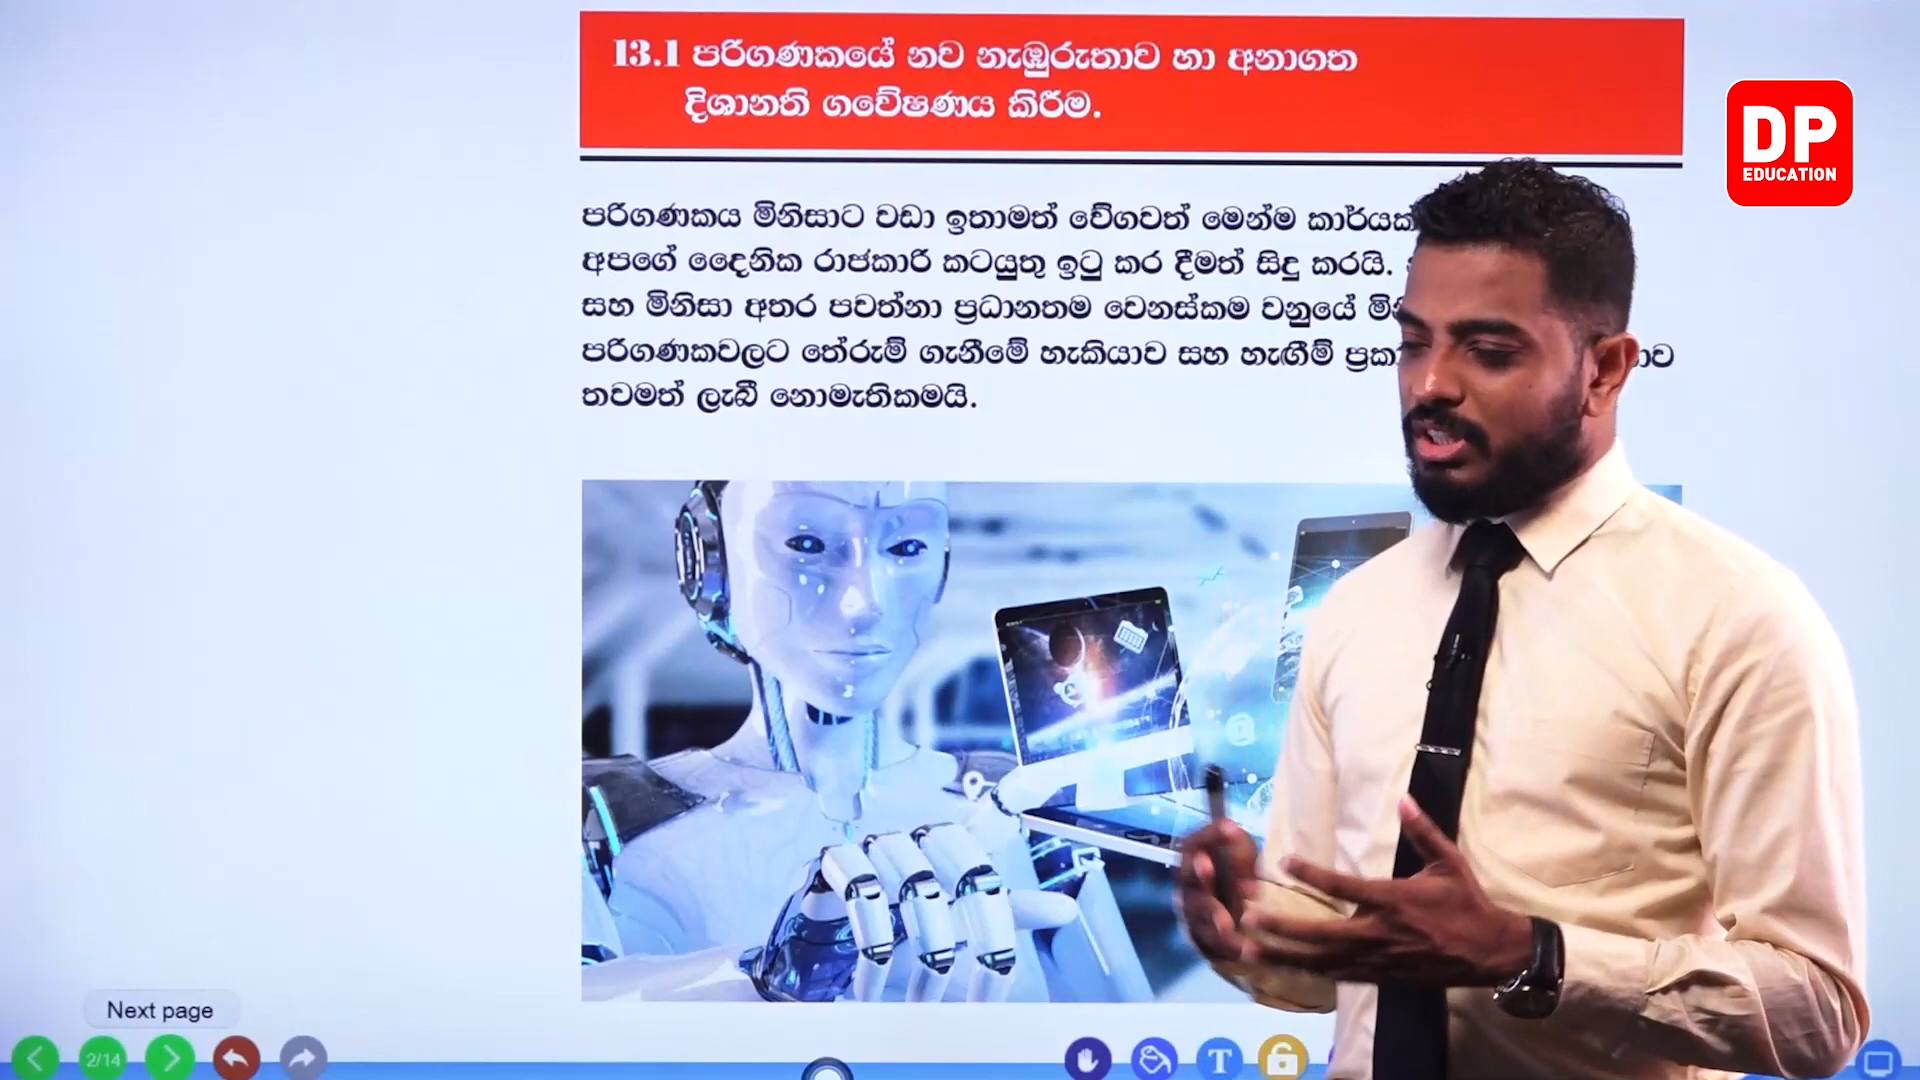 13.1 පරිගණකයේ නව නැඹුරුතාව හා අනාගත
දිශානති ගවේෂණය කිරීම.
DP
EDUCATION
පරිගණකය මිනිසාට වඩා ඉතාමත් වේගවත් මෙන්ම
අපගේ දෛනික රාජකාරි කටයුතු ඉටු කර දීමත් සිදු කරයි.
සහ මිනිසා අතර පවත්නා ප්‍රධානතම වෙනස්කම වනුයේ
පරිගණකවලට තේරුම් ගැනීමේ හැකියාව සහ හැඟීම්
තවමත් ලැබී නොමැතිකමයි.
Next page
2/14
T